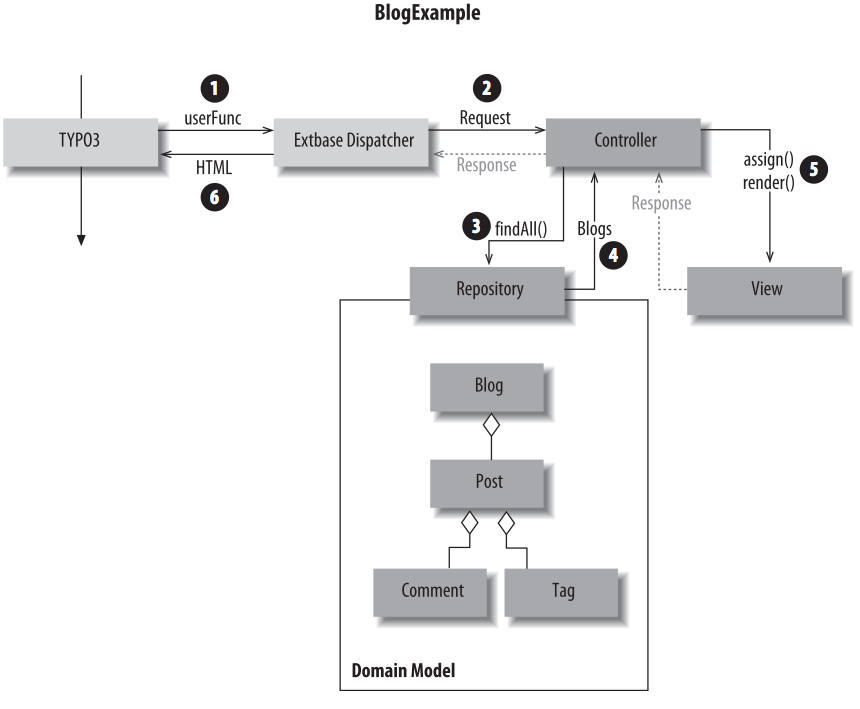 BlogExample
1
2
userFunc
Request
TYPO3
Extbase Dispatcher
Controller
HTML
Response
assign()
render()
5
6
Response
3
findAll()
Blogs
4
Repository
View
Blog
Post
Comment
Tag
Domain Model